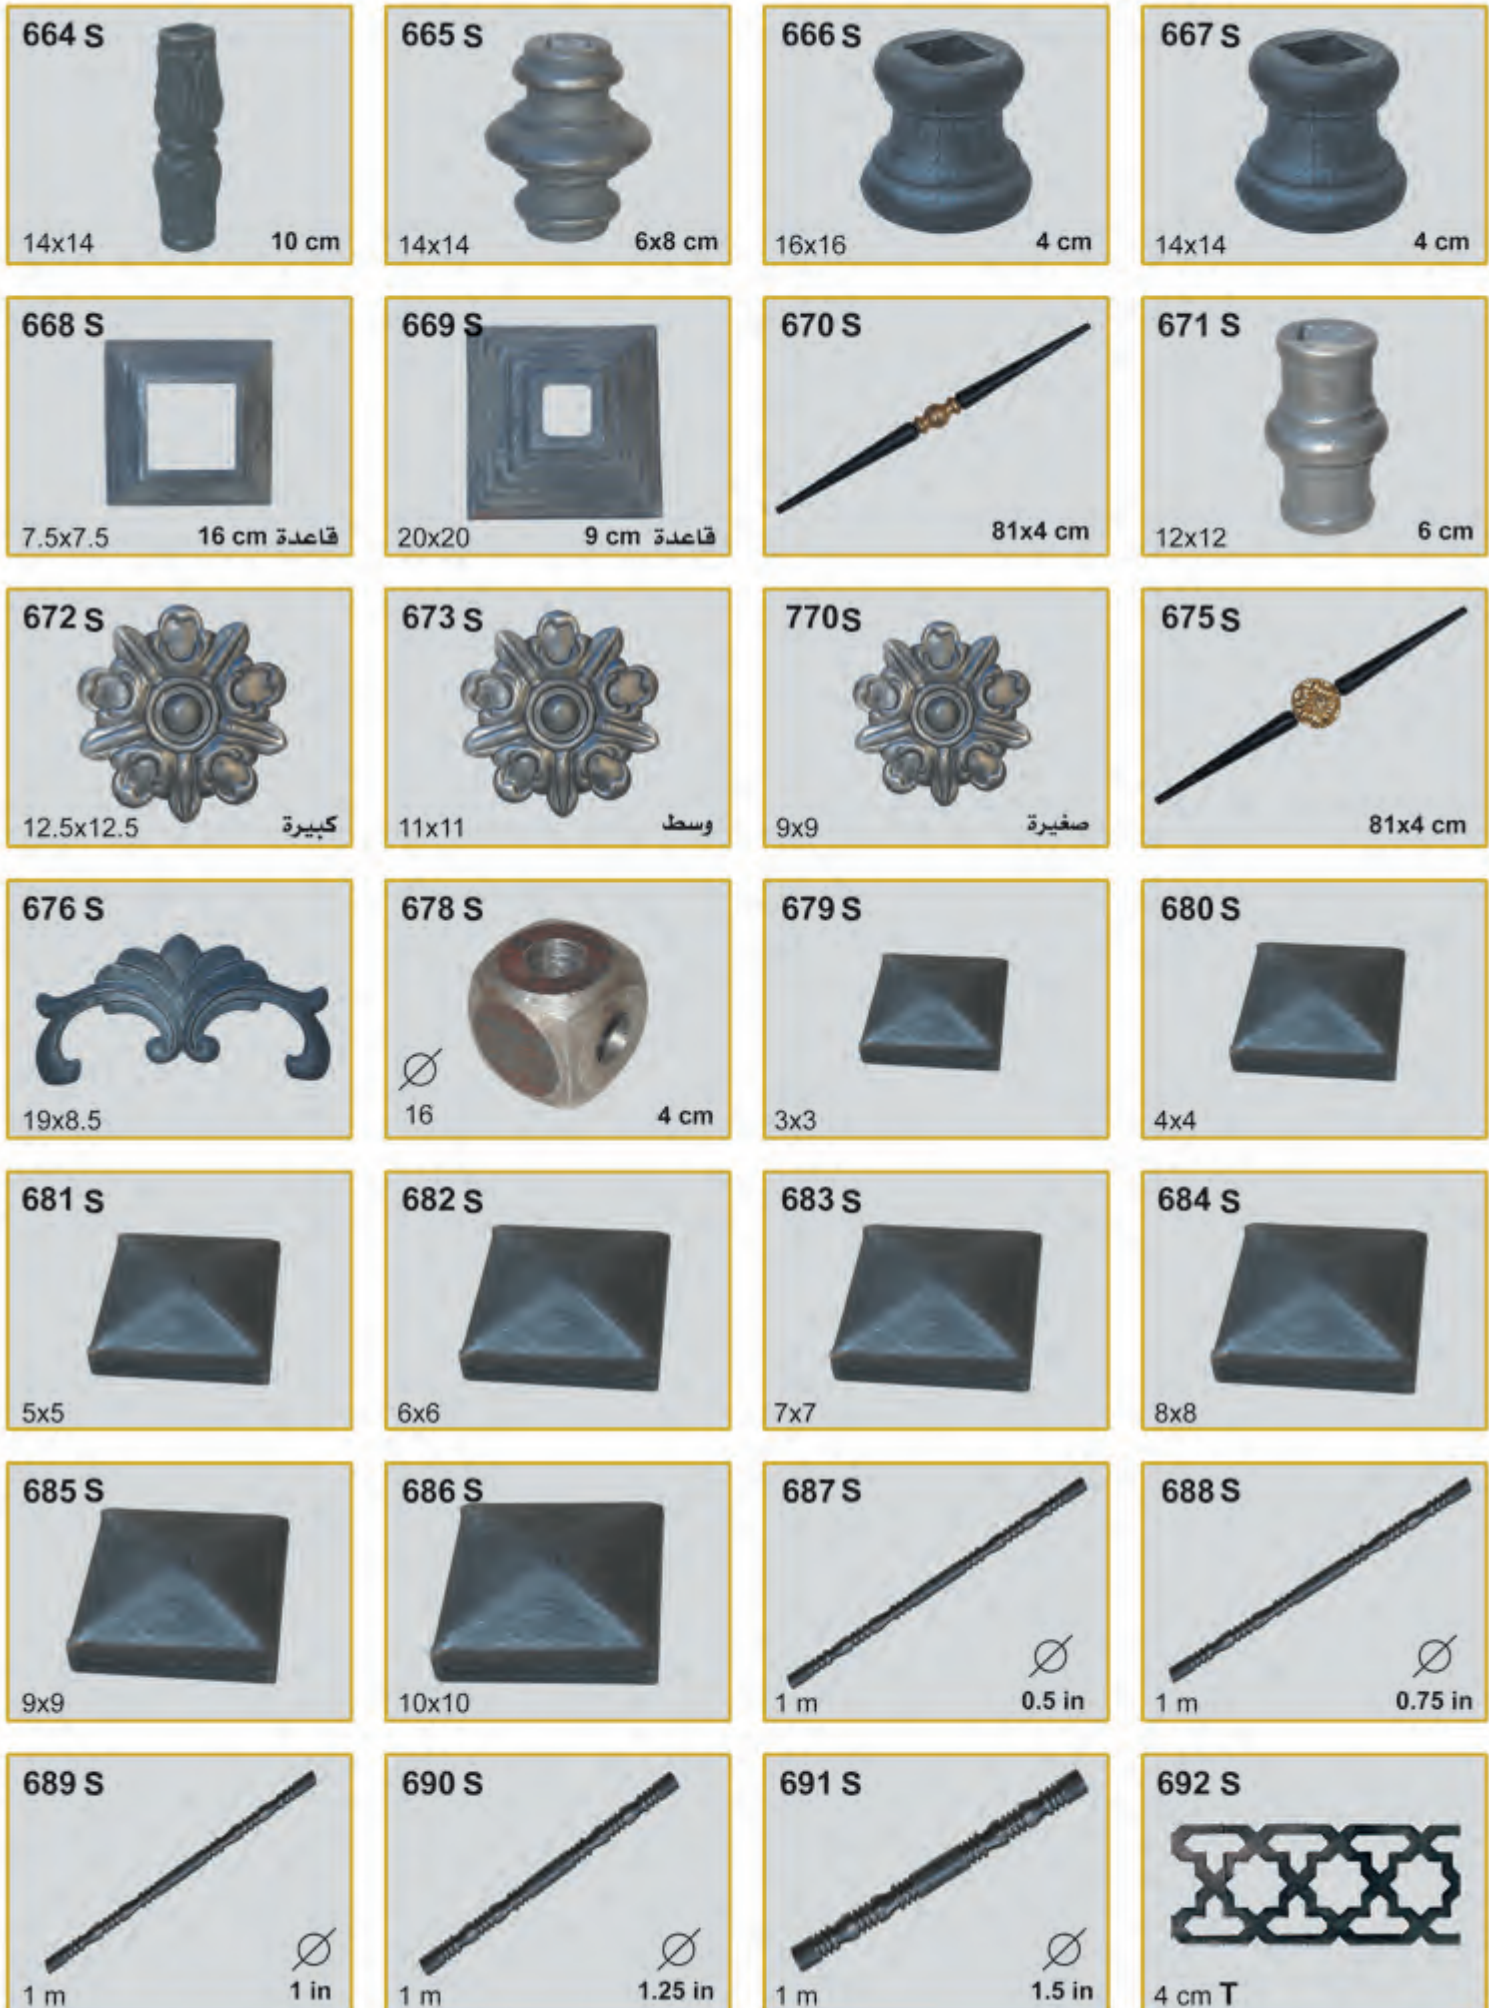 664 S
14x14 10 cm
665 S
14x14 6x8 cm
666 S
16x16 4 cm
667 S
14x14 4 cm
668 S
7.5x7.5 16 cm قاعدة
669 S
20x20 9 cm قاعدة
670 S
81x4 cm
671 S
12x12 6 cm
672 S
12.5x12.5 كبيرة
673 S
11x11 وسط
770 S
9x9 صغيرة
675 S
81x4 cm
676 S
19x8.5
678 S
Ø
16 4 cm
679 S
3x3
680 S
4x4
681 S
5x5
682 S
6x6
683 S
7x7
684 S
8x8
685 S
9x9
686 S
10x10
687 S
Ø
1 m 0.5 in
688 S
Ø
1 m 0.75 in
689 S
Ø
1 m 1 in
690 S
Ø
1 m 1.25 in
691 S
Ø
1 m 1.5 in
692 S
4 cm T